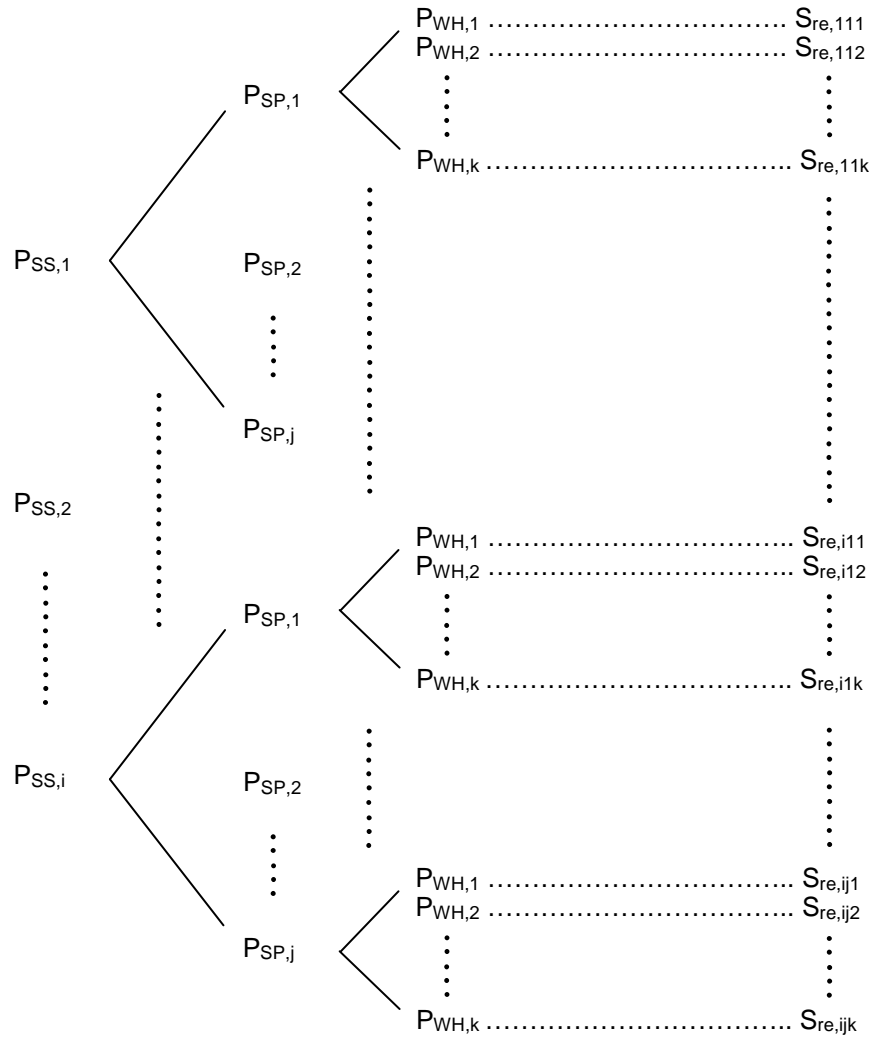 P_WH,1 ................................... S_re,111
P_WH,2 ................................... S_re,112
P_SP,1
P_WH,k ................................... S_re,11k
P_SS,1
P_SP,2
P_SP,j
P_SS,2
P_WH,1 ................................... S_re,i11
P_WH,2 ................................... S_re,i12
P_SP,1
P_WH,k ................................... S_re,i1k
P_SS,i
P_SP,2
P_WH,1 ................................... S_re,ij1
P_WH,2 ................................... S_re,ij2
P_SP,j
P_WH,k ................................... S_re,ijk